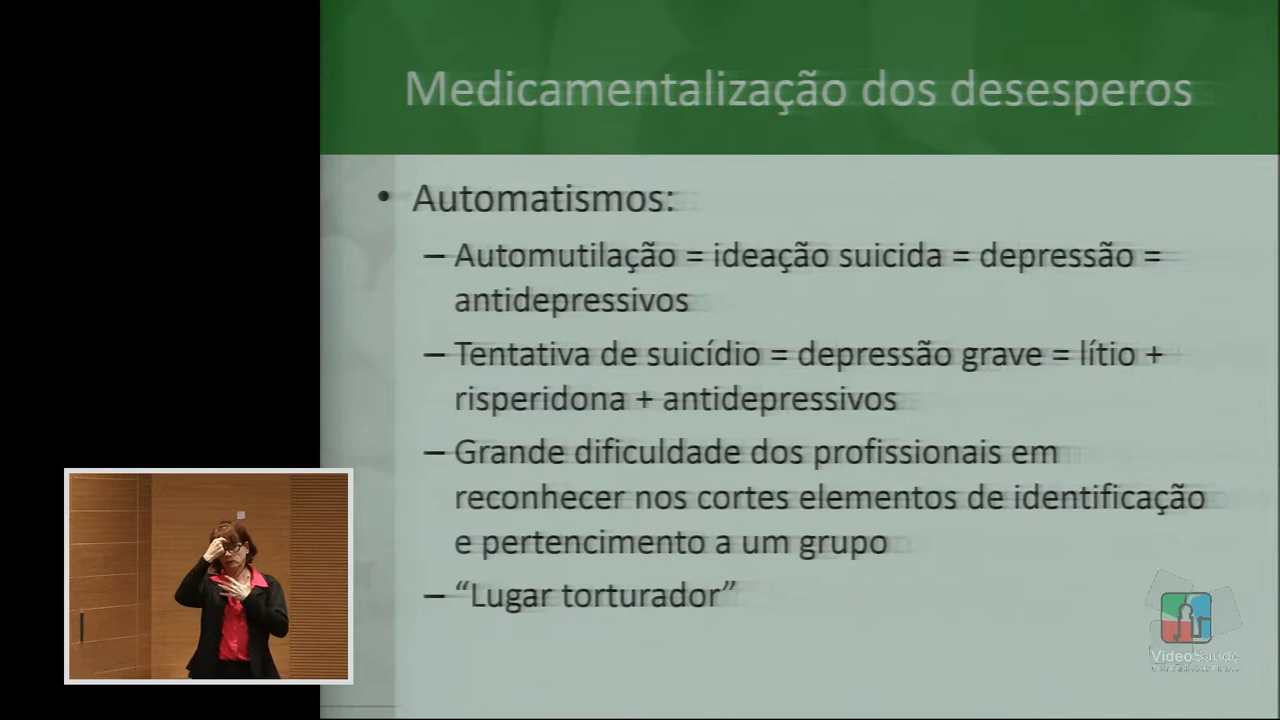 Medicamentalização dos desesperos
• Automatismos:
– Automutilação = ideação suicida = depressão =
antidepressivos
– Tentativa de suicídio = depressão grave = lítio +
risperidona + antidepressivos
– Grande dificuldade dos profissionais em
reconhecer nos cortes elementos de identificação
e pertencimento a um grupo
– “Lugar torturador”
VideoSaúde